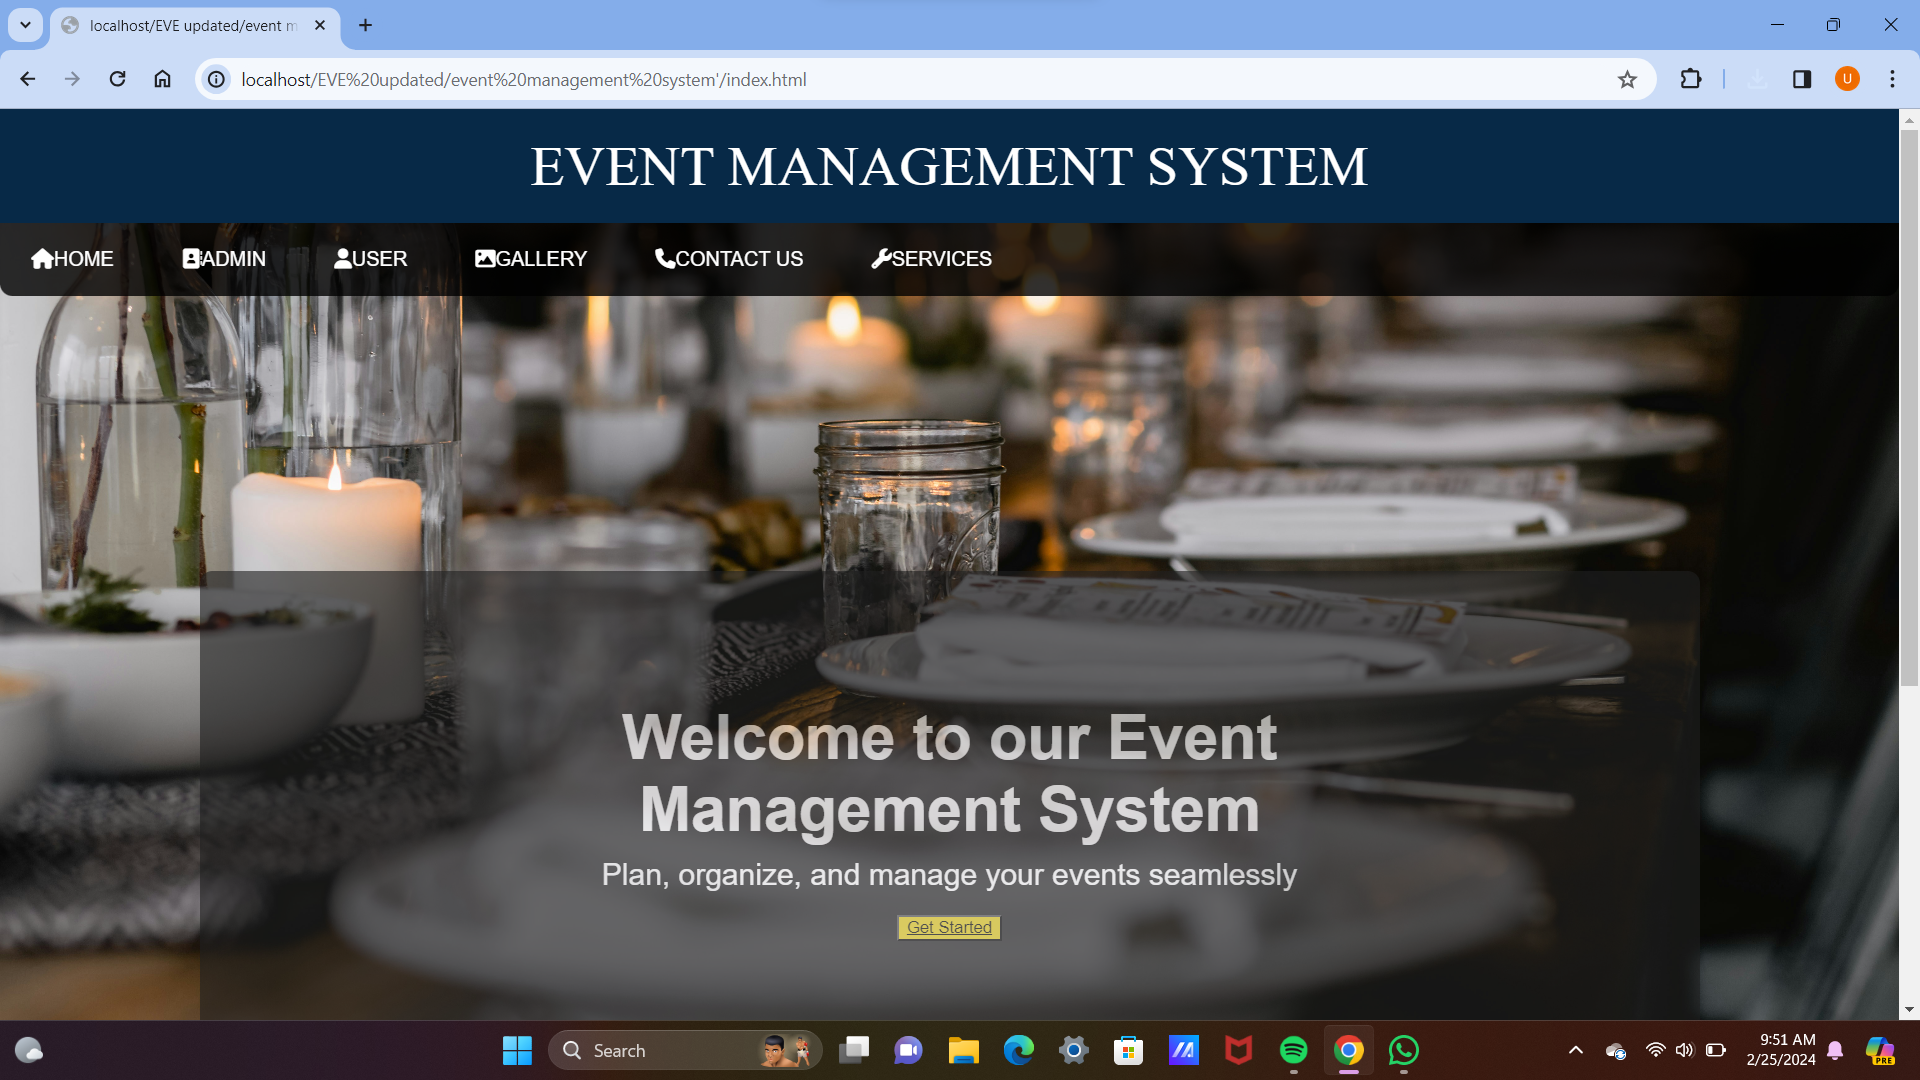 localhost/EVE updated/event m
localhost/EVE%20updated/event%20management%20system'/index.html
U
EVENT MANAGEMENT SYSTEM
HOME ADMIN USER GALLERY CONTACT US SERVICES
Welcome to our Event
Management System
Plan, organize, and manage your events seamlessly
Get Started
Search
9:51 AM
2/25/2024
PRE